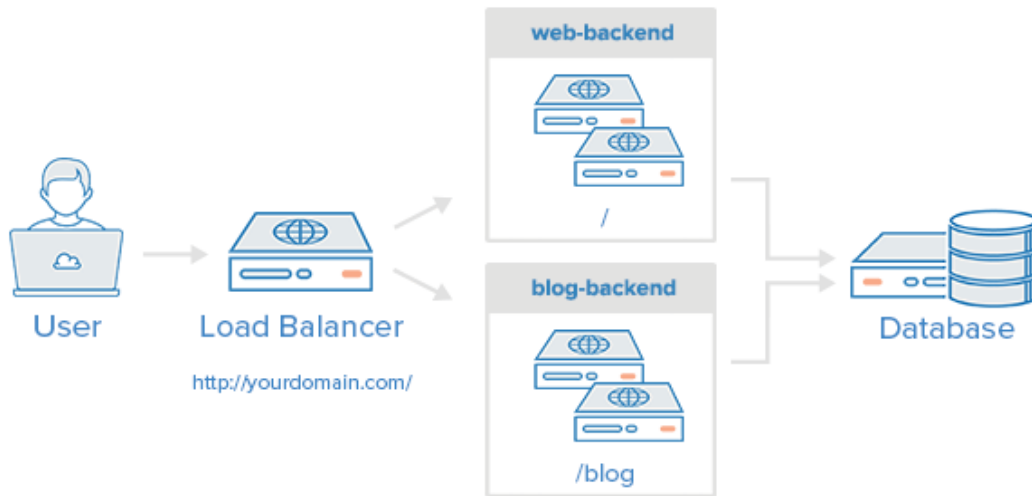 web-backend
/
User
Load Balancer
http://yourdomain.com/
blog-backend
/blog
Database